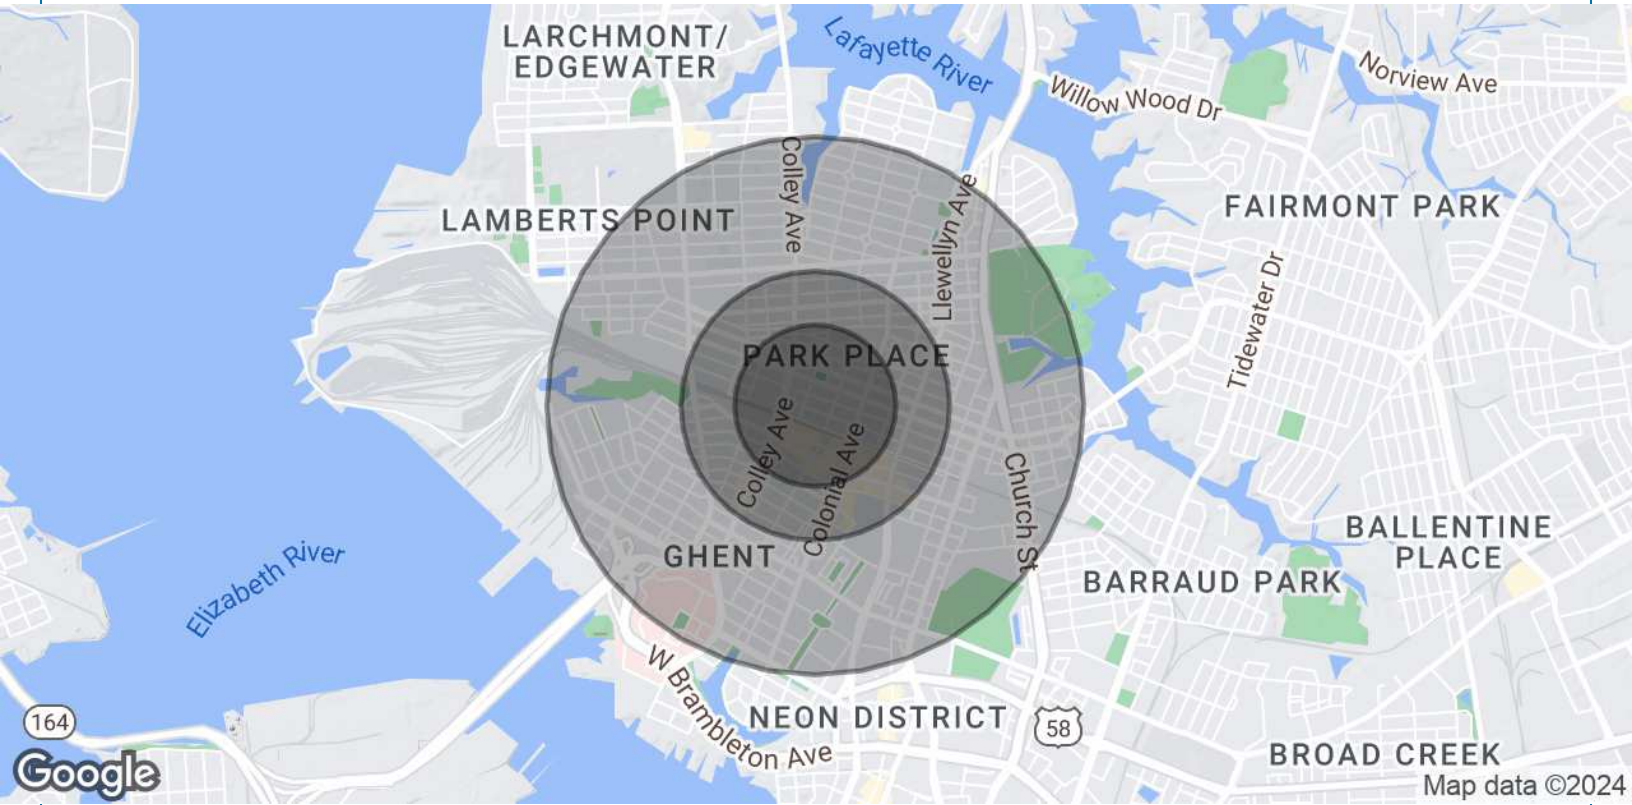 LARCHMONT/
EDGEWATER
Lafayette River
Norview Ave
Willow Wood Dr
Colley Ave
Llewellyn Ave
LAMBERTS POINT
FAIRMONT PARK
Tidewater Dr
PARK PLACE
Colley Ave
Colonial Ave
Church St
BALLENTINE
PLACE
GHENT
BARRAUD PARK
Elizabeth River
W Brambleton Ave
NEON DISTRICT
164
58
BROAD CREEK
Google
Map data ©2024